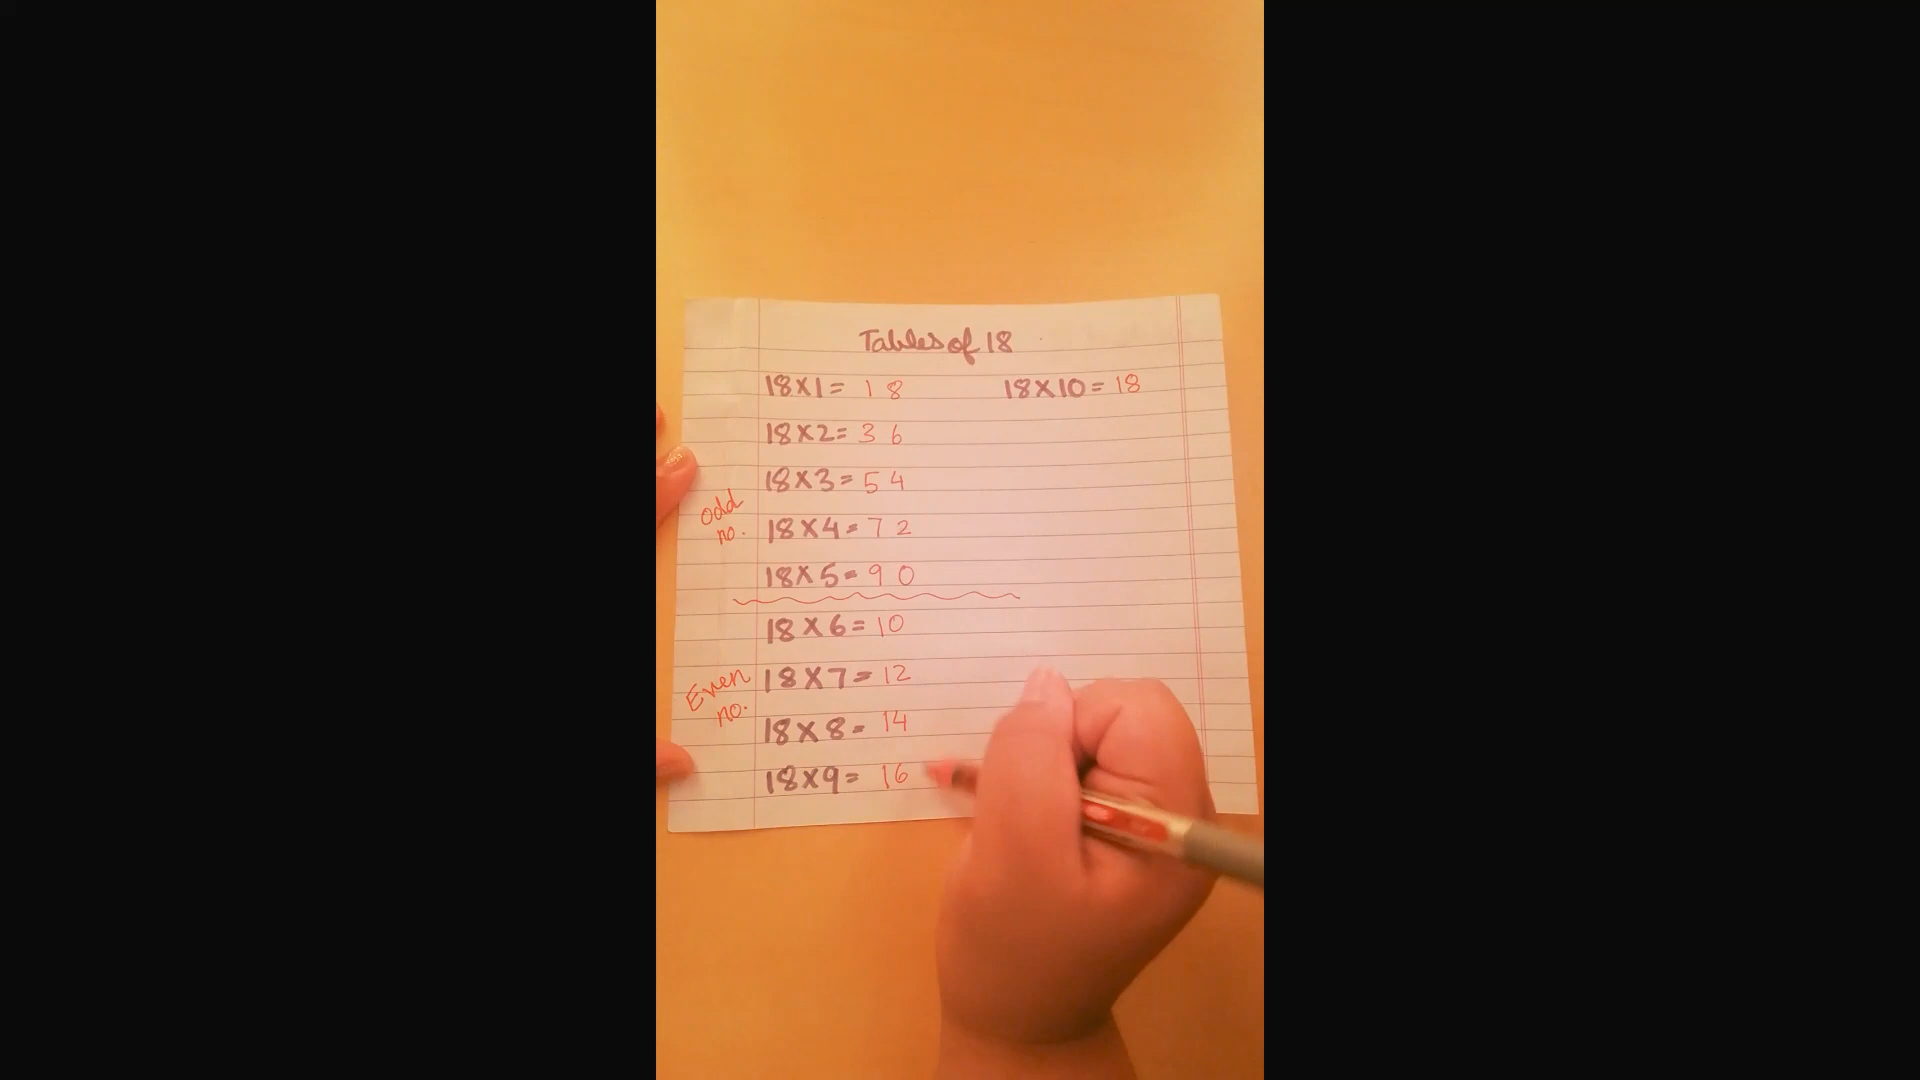 Tables of 18
18X1= 18
18X2= 36
18X3= 54
18X4= 72
18X5= 90
18X6= 10
18X7= 12
18X8= 14
18X9= 16
18X10= 18
odd
no.
Even
no.